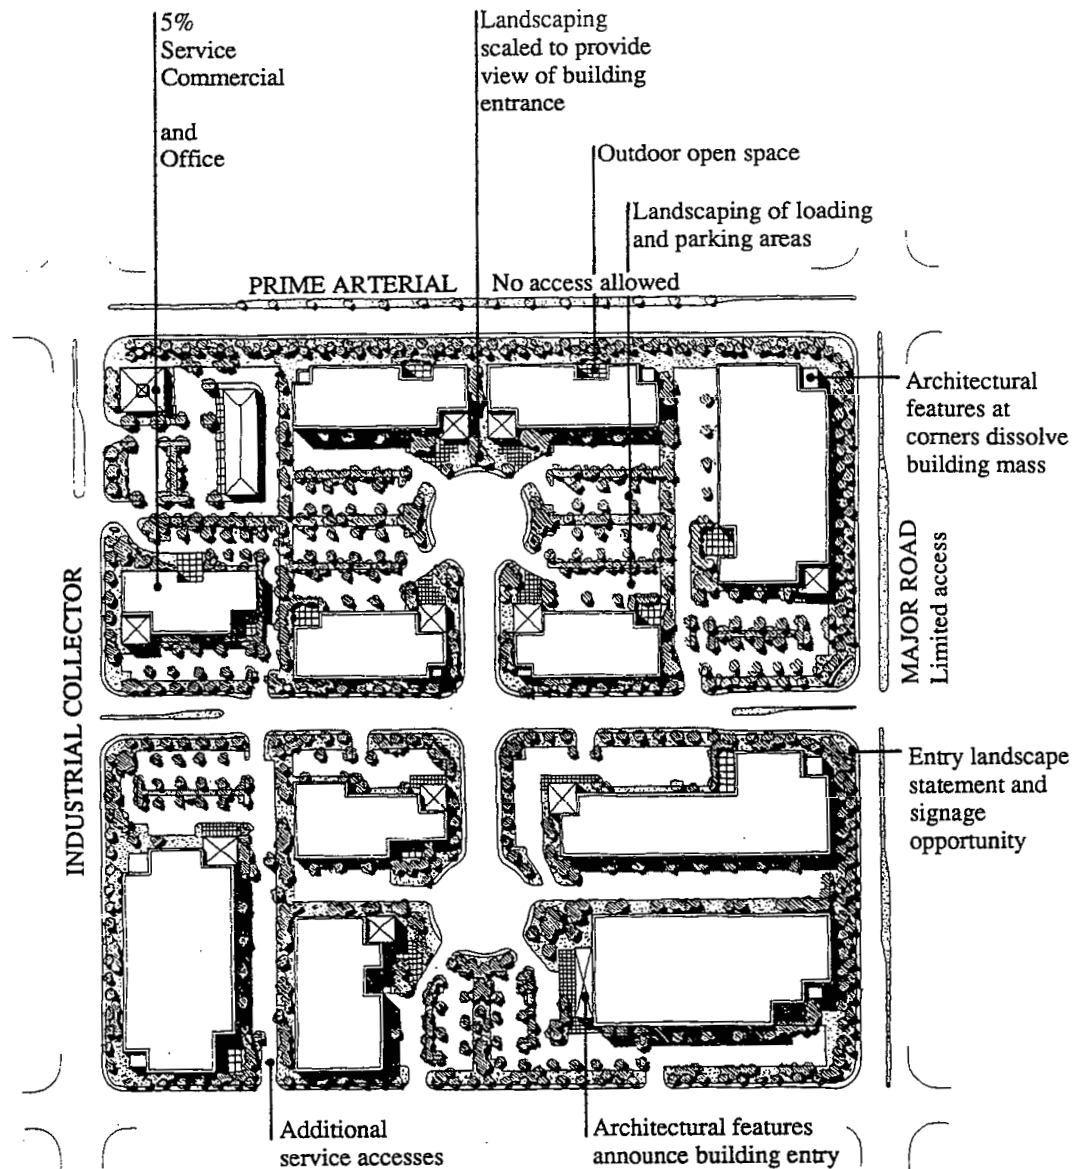 5%
Service
Commercial
and
Office
Landscaping
scaled to provide
view of building
entrance
Outdoor open space
Landscaping of loading
and parking areas
PRIME ARTERIAL
No access allowed
Architectural
features at
corners dissolve
building mass
INDUSTRIAL COLLECTOR
MAJOR ROAD
Limited access
Entry landscape
statement and
signage
opportunity
Additional
service accesses
Architectural features
announce building entry